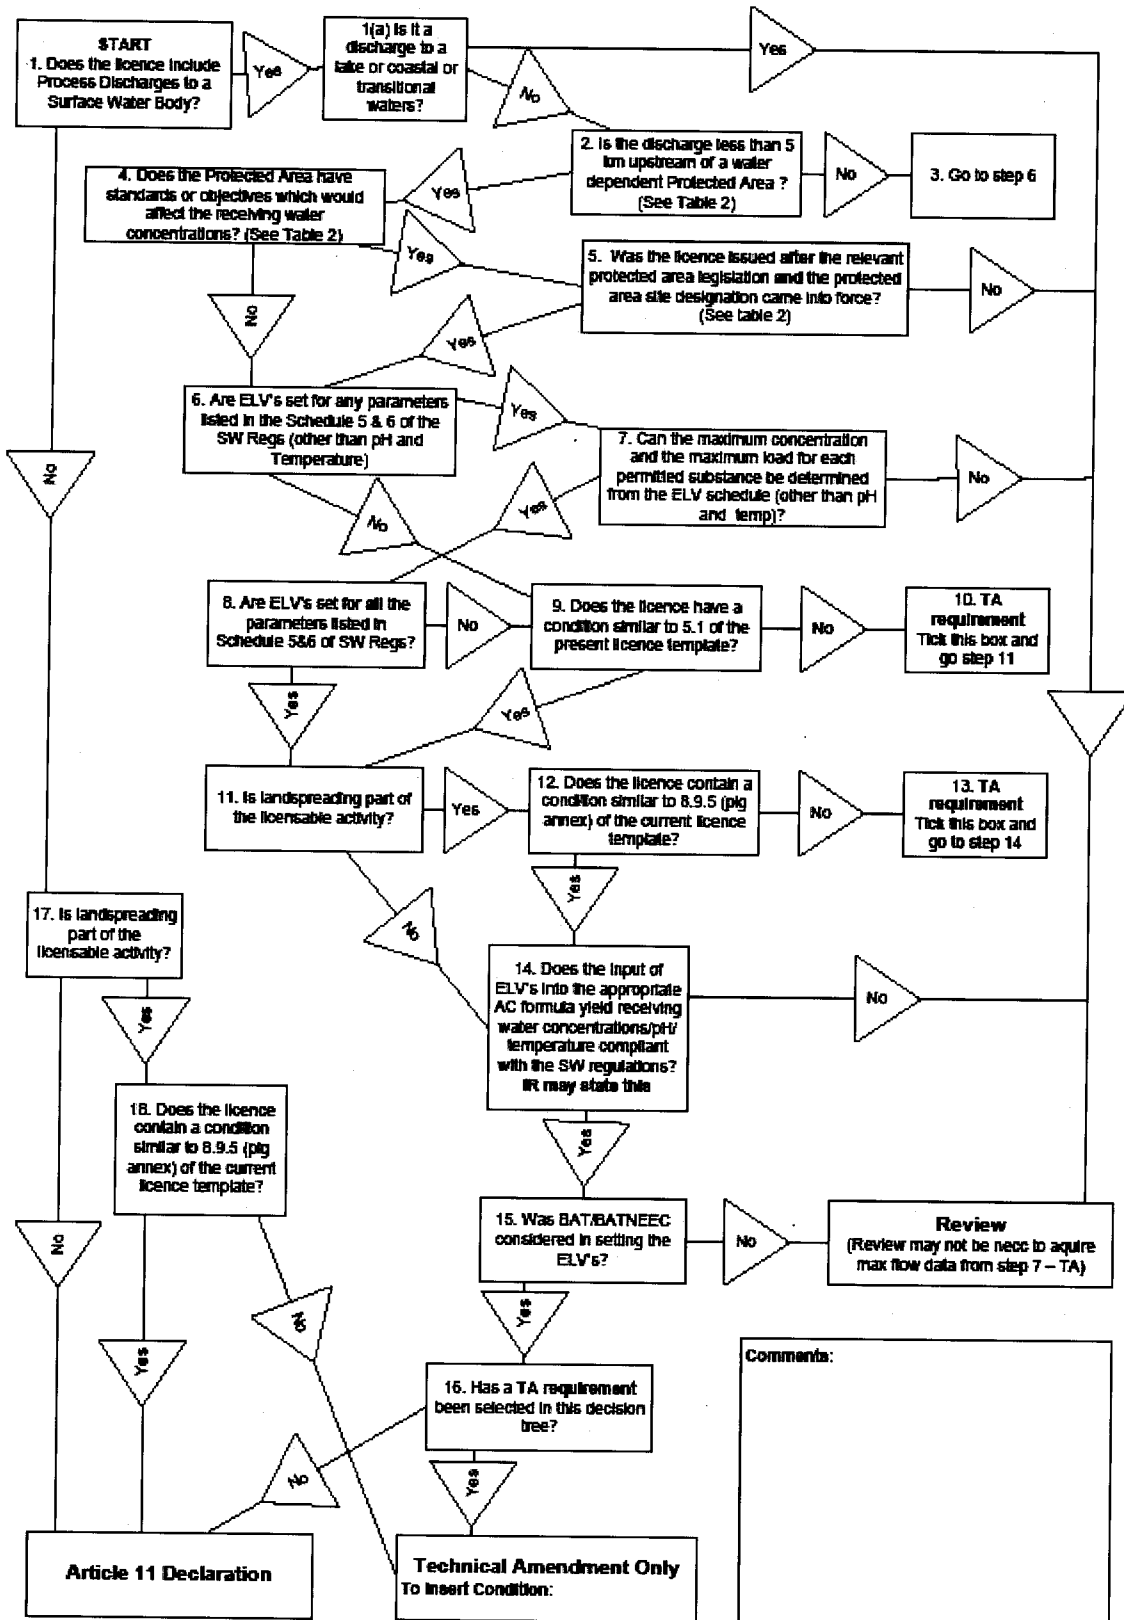 START
1. Does the licence include
Process Discharges to a
Surface Water Body?
Yes
1(a) Is it a
discharge to a
lake or coastal or
transitional
waters?
Yes
No
2. Is the discharge less than 5
km upstream of a water
dependent Protected Area ?
(See Table 2)
No
3. Go to step 6
Yes
4. Does the Protected Area have
standards or objectives which would
affect the receiving water
concentrations? (See Table 2)
Yes
5. Was the licence issued after the relevant
protected area legislation and the protected
area site designation came into force?
(See table 2)
No
No
Yes
6. Are ELV's set for any parameters
listed in the Schedule 5 & 6 of the
SW Regs (other than pH and
Temperature)
Yes
7. Can the maximum concentration
and the maximum load for each
permitted substance be determined
from the ELV schedule (other than pH
and temp)?
No
No
Yes
No
8. Are ELV's set for all the
parameters listed in
Schedule 5&6 of SW Regs?
No
9. Does the licence have a
condition similar to 5.1 of the
present licence template?
No
10. TA
requirement
Tick this box and
go step 11
Yes
Yes
11. Is landspreading part of
the licensable activity?
Yes
12. Does the licence contain a
condition similar to 8.9.5 (pig
annex) of the current licence
template?
No
13. TA
requirement
Tick this box and
go to step 14
Yes
No
17. Is landspreading
part of the
licensable activity?
14. Does the input of
ELV's into the appropriate
AC formula yield receiving
water concentrations/pH/
temperature compliant
with the SW regulations?
IR may state this
No
Yes
18. Does the licence
contain a condition
similar to 8.9.5 (pig
annex) of the current
licence template?
Yes
15. Was BAT/BATNEEC
considered in setting the
ELV's?
No
Review
(Review may not be necc to aquire
max flow data from step 7 – TA)
No
No
Yes
Yes
16. Has a TA requirement
been selected in this decision
tree?
Comments:
No
Yes
Article 11 Declaration
Technical Amendment Only
To Insert Condition: